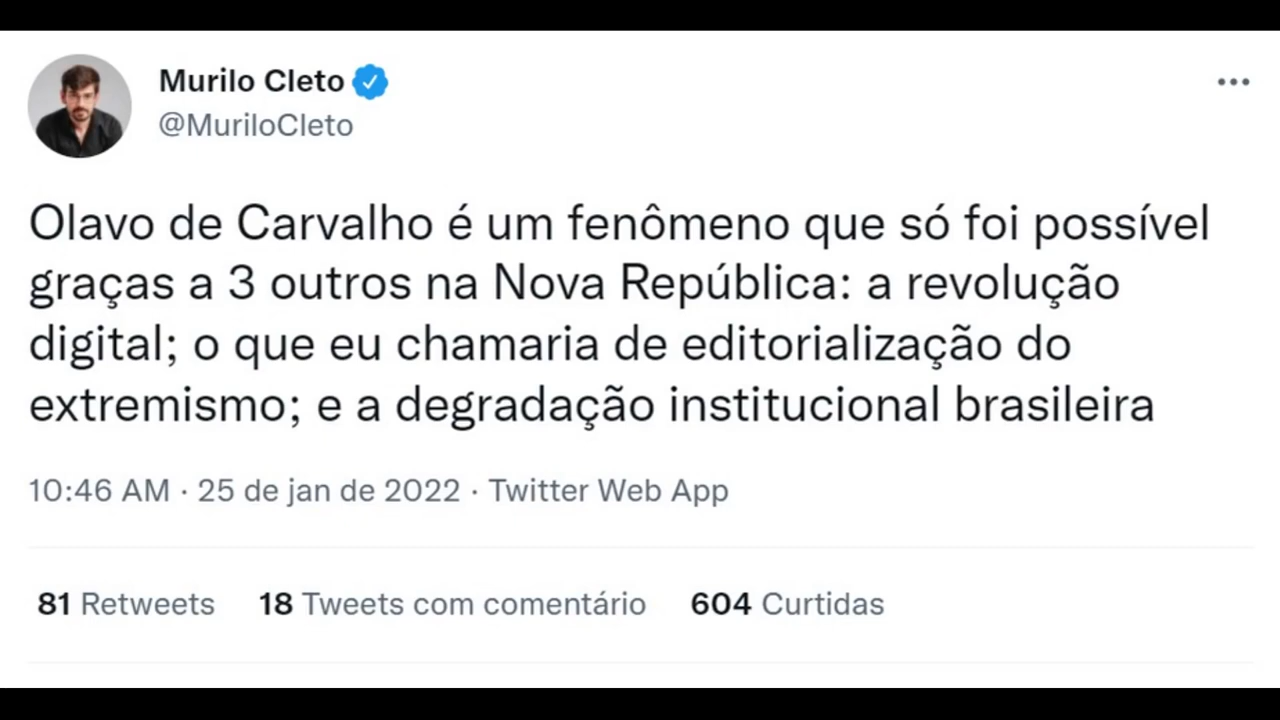 Murilo Cleto
@MuriloCleto
Olavo de Carvalho é um fenômeno que só foi possível
graças a 3 outros na Nova República: a revolução
digital; o que eu chamaria de editorialização do
extremismo; e a degradação institucional brasileira
10:46 AM · 25 de jan de 2022 · Twitter Web App
81 Retweets 18 Tweets com comentário 604 Curtidas